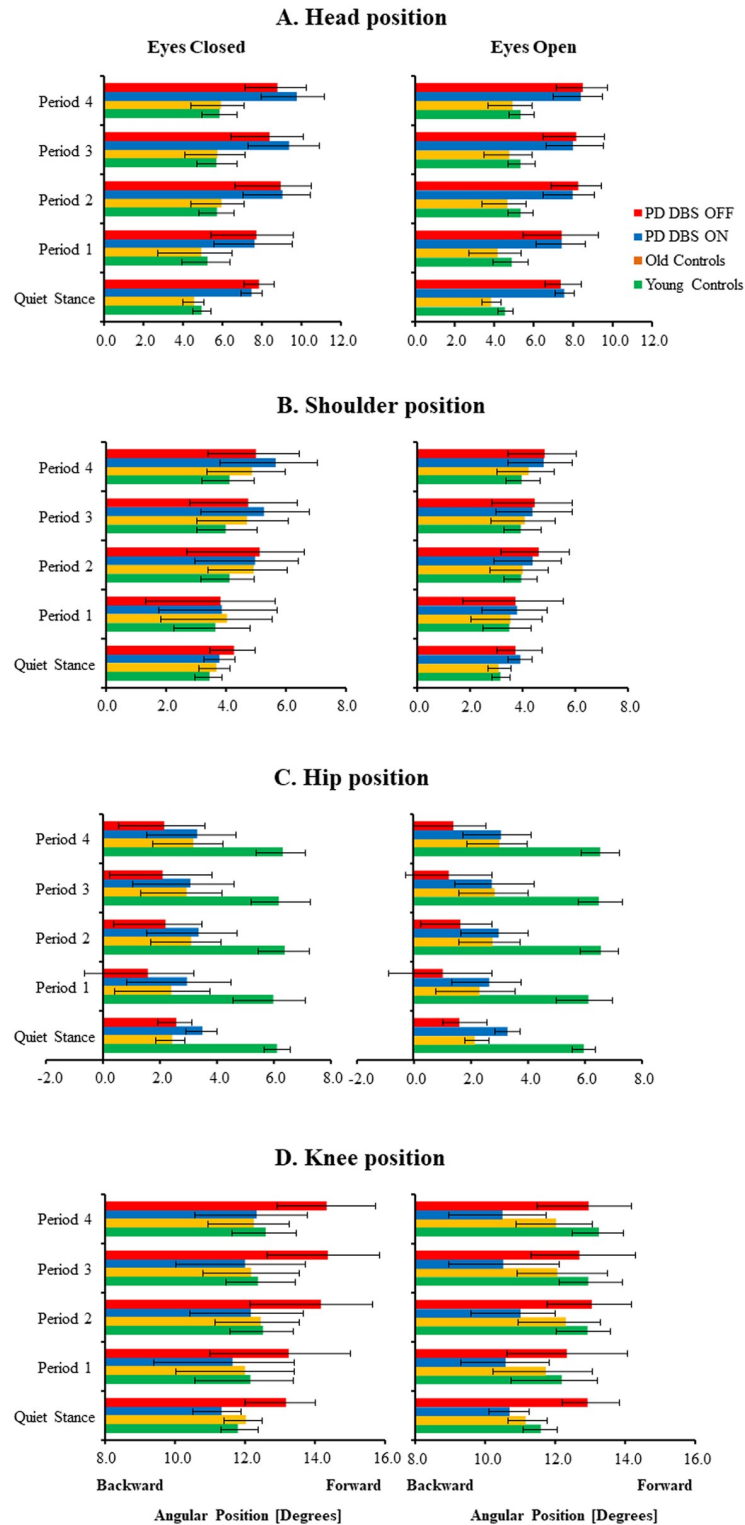 A. Head position
Eyes Closed Eyes Open
Period 4
Period 3
Period 2
Period 1
Quiet Stance
PD DBS OFF
PD DBS ON
Old Controls
Young Controls
0.0 2.0 4.0 6.0 8.0 10.0 12.0 0.0 2.0 4.0 6.0 8.0 10.0 12.0
B. Shoulder position
Period 4
Period 3
Period 2
Period 1
Quiet Stance
0.0 2.0 4.0 6.0 8.0 0.0 2.0 4.0 6.0 8.0
C. Hip position
Period 4
Period 3
Period 2
Period 1
Quiet Stance
-2.0 0.0 2.0 4.0 6.0 8.0 -2.0 0.0 2.0 4.0 6.0 8.0
D. Knee position
Period 4
Period 3
Period 2
Period 1
Quiet Stance
8.0 10.0 12.0 14.0 16.0 8.0 10.0 12.0 14.0 16.0
Backward Forward Backward Forward
Angular Position [Degrees] Angular Position [Degrees]